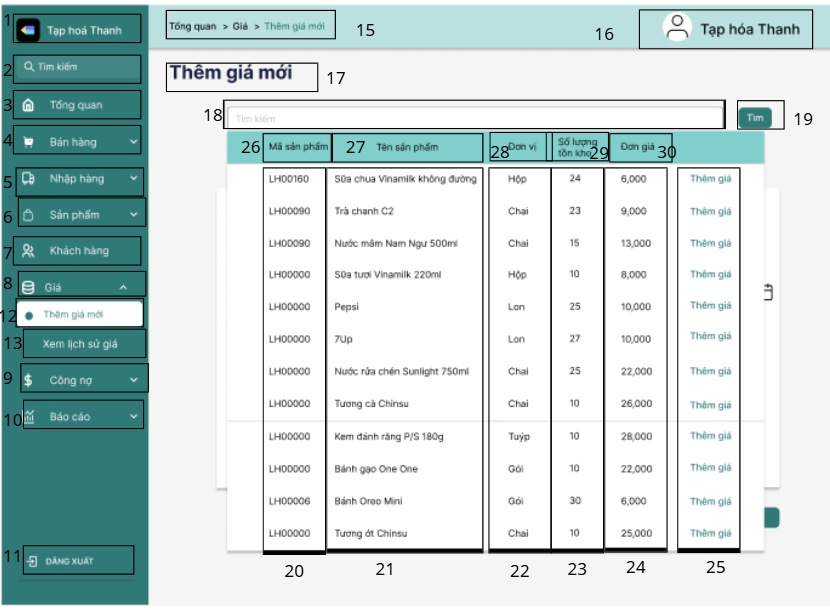 1 Tạp hoá Thanh
Tổng quan > Giá > Thêm giá mới 15
16 Tạp hóa Thanh
2 Tìm kiếm
Thêm giá mới 17
3 Tổng quan
18 Tìm kiếm
Tìm 19
4 Bán hàng
26 Mã sản phẩm 27 Tên sản phẩm 28 Đơn vị Số lượng tồn kho 29 Đơn giá 30
5 Nhập hàng
6 Sản phẩm
7 Khách hàng
8 Giá
12 Thêm giá mới
13 Xem lịch sử giá
9 Công nợ
10 Báo cáo
11 ĐĂNG XUẤT
LH00160 Sữa chua Vinamilk không đường Hộp 24 6,000 Thêm giá
LH00090 Trà chanh C2 Chai 23 9,000 Thêm giá
LH00090 Nước mắm Nam Ngư 500ml Chai 15 13,000 Thêm giá
LH00000 Sữa tươi Vinamilk 220ml Hộp 10 8,000 Thêm giá
LH00000 Pepsi Lon 25 10,000 Thêm giá
LH00000 7Up Lon 27 10,000 Thêm giá
LH00000 Nước rửa chén Sunlight 750ml Chai 25 22,000 Thêm giá
LH00000 Tương cà Chinsu Chai 10 26,000 Thêm giá
LH00000 Kem đánh răng P/S 180g Tuýp 10 28,000 Thêm giá
LH00000 Bánh gạo One One Gói 10 22,000 Thêm giá
LH00006 Bánh Oreo Mini Gói 30 6,000 Thêm giá
LH00000 Tương ớt Chinsu Chai 10 25,000 Thêm giá
20 21 22 23 24 25